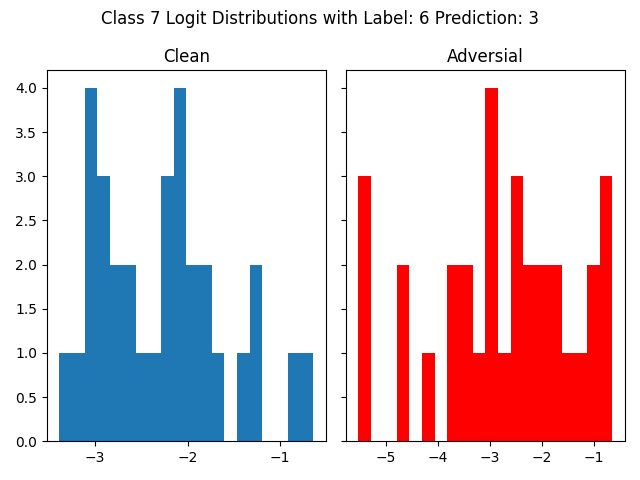 Class 7 Logit Distributions with Label: 6 Prediction: 3
Clean
Adversial
4.0
3.5
3.0
2.5
2.0
1.5
1.0
0.5
0.0
−3 −2 −1
−5 −4 −3 −2 −1